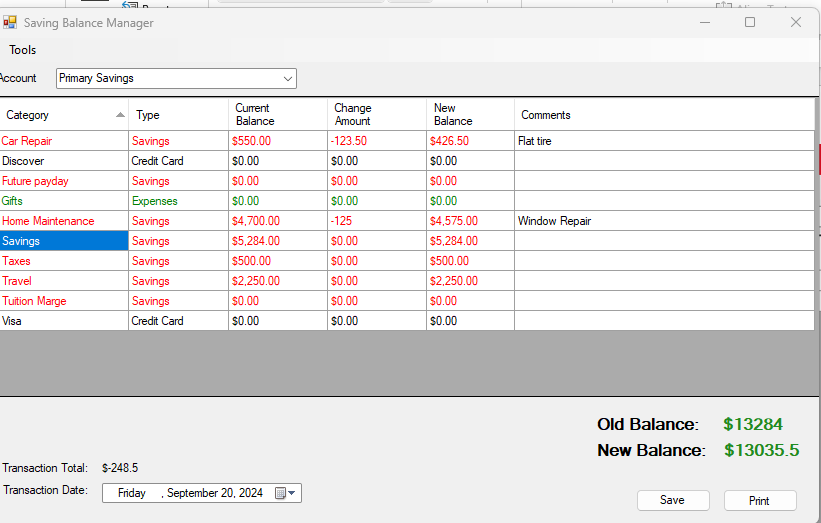 Saving Balance Manager
Tools
Account Primary Savings
Category Type Current Balance Change Amount New Balance Comments
Car Repair Savings $550.00 -123.50 $426.50 Flat tire
Discover Credit Card $0.00 $0.00 $0.00
Future payday Savings $0.00 $0.00 $0.00
Gifts Expenses $0.00 $0.00 $0.00
Home Maintenance Savings $4,700.00 -125 $4,575.00 Window Repair
Savings Savings $5,284.00 $0.00 $5,284.00
Taxes Savings $500.00 $0.00 $500.00
Travel Savings $2,250.00 $0.00 $2,250.00
Tuition Marge Savings $0.00 $0.00 $0.00
Visa Credit Card $0.00 $0.00 $0.00
Old Balance: $13284
New Balance: $13035.5
Transaction Total: $-248.5
Transaction Date: Friday , September 20, 2024
Save Print